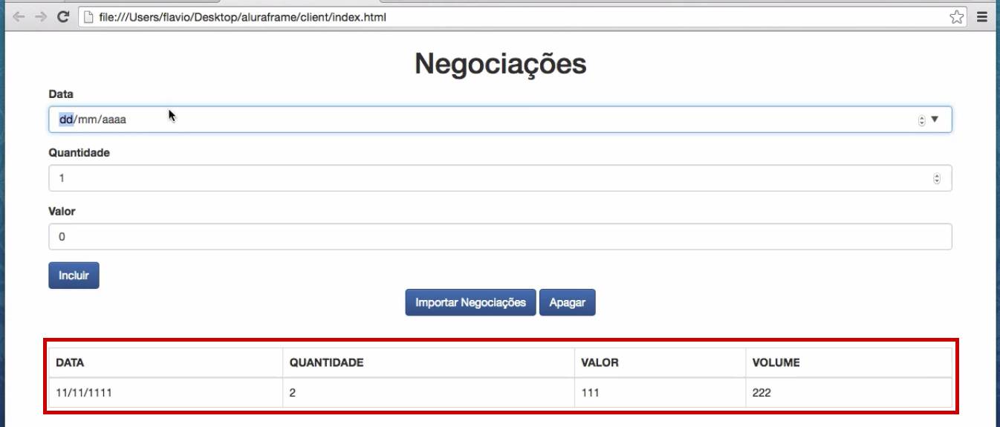 file:///Users/flavio/Desktop/aluraframe/client/index.html
Negociações
Data
dd/mm/aaaa
Quantidade
1
Valor
0
Incluir
Importar Negociações Apagar
DATA QUANTIDADE VALOR VOLUME
11/11/1111 2 111 222